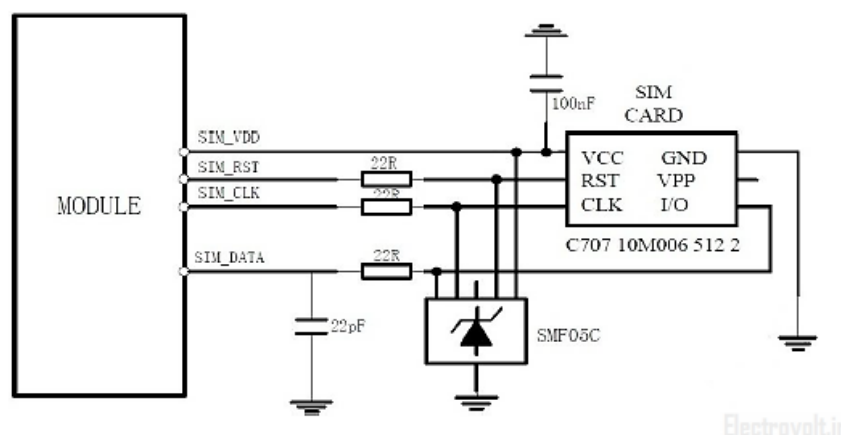 100nF
SIM
CARD
SIM_VDD
SIM_RST
22R
SIM_CLK
22R
MODULE
VCC GND
RST VPP
CLK I/O
C707 10M006 512 2
SIM_DATA
22R
22pF
SMF05C
Electrovolt.i